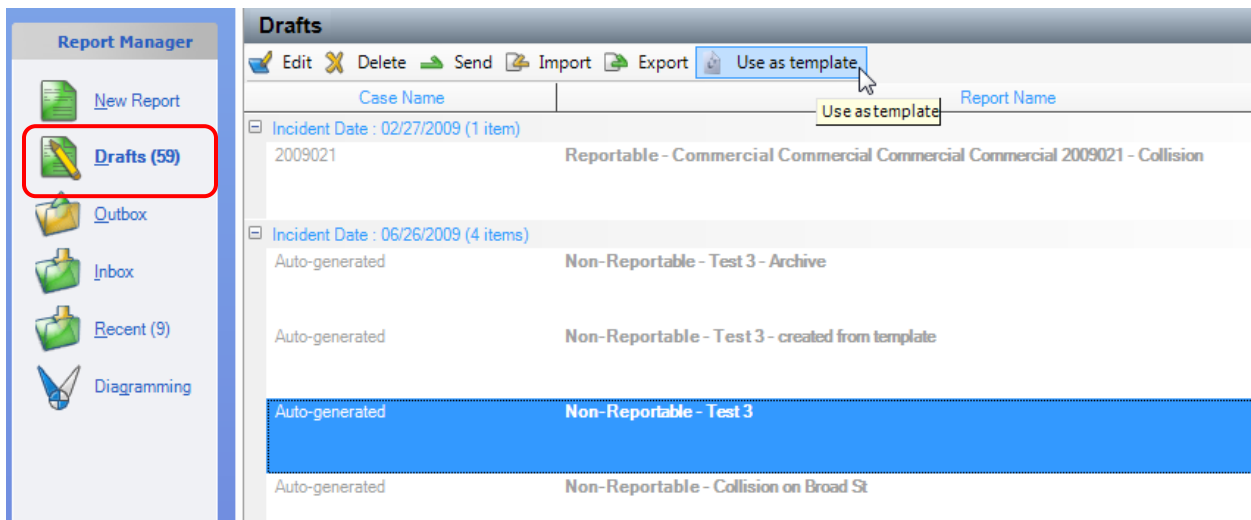 Report Manager
New Report
Drafts (59)
Outbox
Inbox
Recent (9)
Diagramming
Drafts
Edit Delete Send Import Export Use as template
Case Name Report Name
Use as template
Incident Date : 02/27/2009 (1 item)
2009021 Reportable - Commercial Commercial Commercial Commercial 2009021 - Collision
Incident Date : 06/26/2009 (4 items)
Auto-generated Non-Reportable - Test 3 - Archive
Auto-generated Non-Reportable - Test 3 - created from template
Auto-generated Non-Reportable - Test 3
Auto-generated Non-Reportable - Collision on Broad St